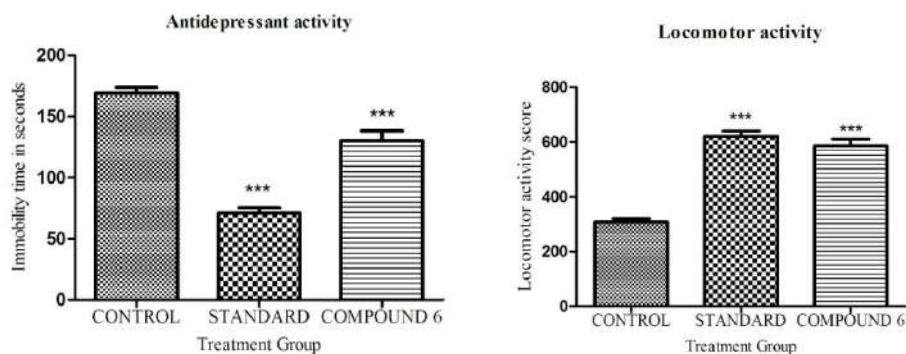 Antidepressant activity
200
150
100
50
0
Immobility time in seconds
***
***
CONTROL STANDARD COMPOUND 6
Treatment Group
Locomotor activity
800
600
400
200
0
Locomotor activity score
***
***
CONTROL STANDARD COMPOUND 6
Treatment Group